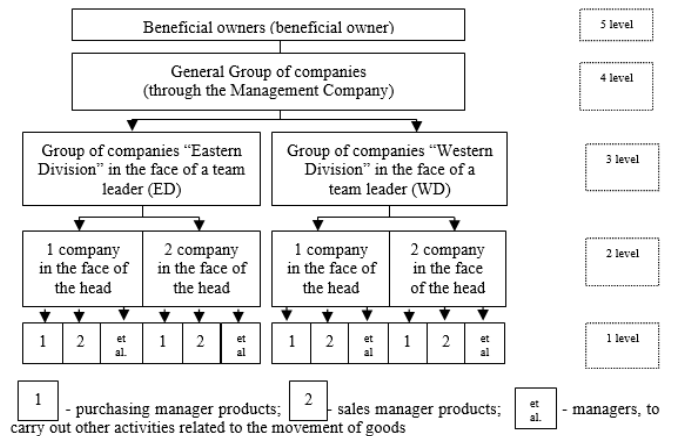 Beneficial owners (beneficial owner)
5 level
General Group of companies
(through the Management Company)
4 level
Group of companies “Eastern
Division” in the face of a team
leader (ED)
Group of companies “Western
Division” in the face of a
team leader (WD)
3 level
1 company
in the face of
the head
2 company
in the face of
the head
1 company
in the face of
the head
2 company
in the face
of the head
2 level
1
2
et
al.
1
2
et
al
1
2
et
al
1
2
et
al
1 level
1 - purchasing manager products; 2 - sales manager products; et al. - managers, to
carry out other activities related to the movement of goods